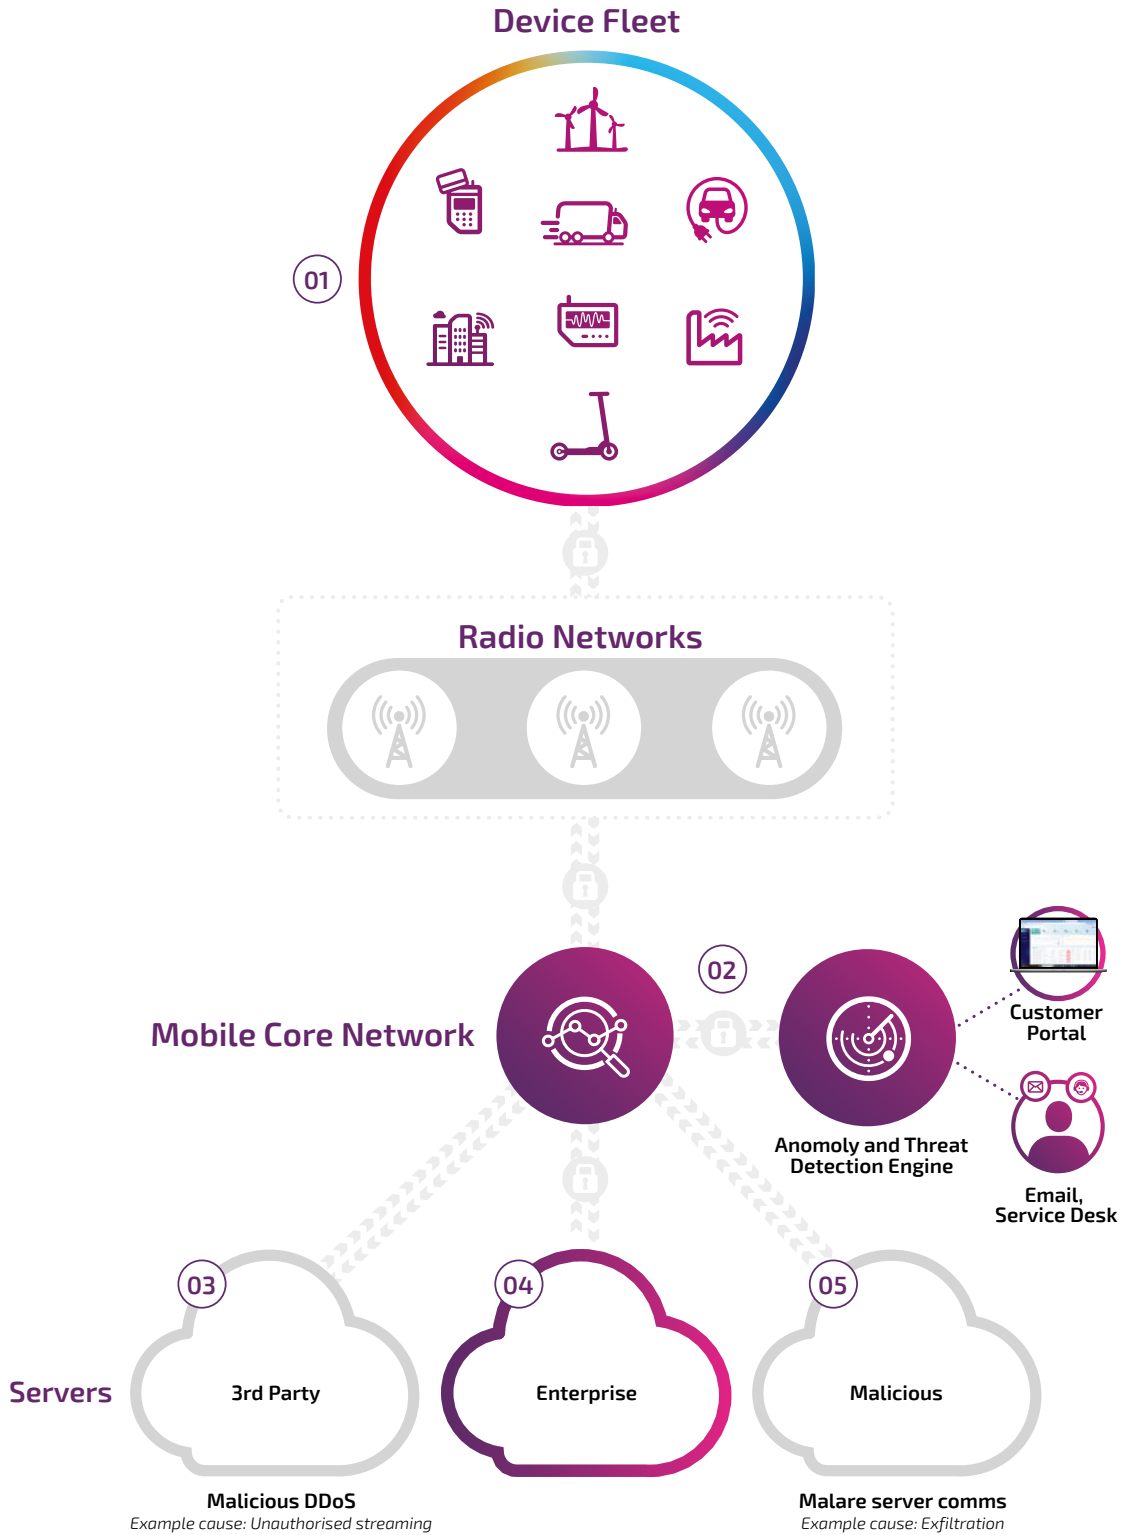 Device Fleet
01
Radio Networks
02
Mobile Core Network
Customer
Portal
Anomoly and Threat
Detection Engine
Email,
Service Desk
03
04
05
Servers
3rd Party
Enterprise
Malicious
Malicious DDoS
Example cause: Unauthorised streaming
Malare server comms
Example cause: Exfiltration